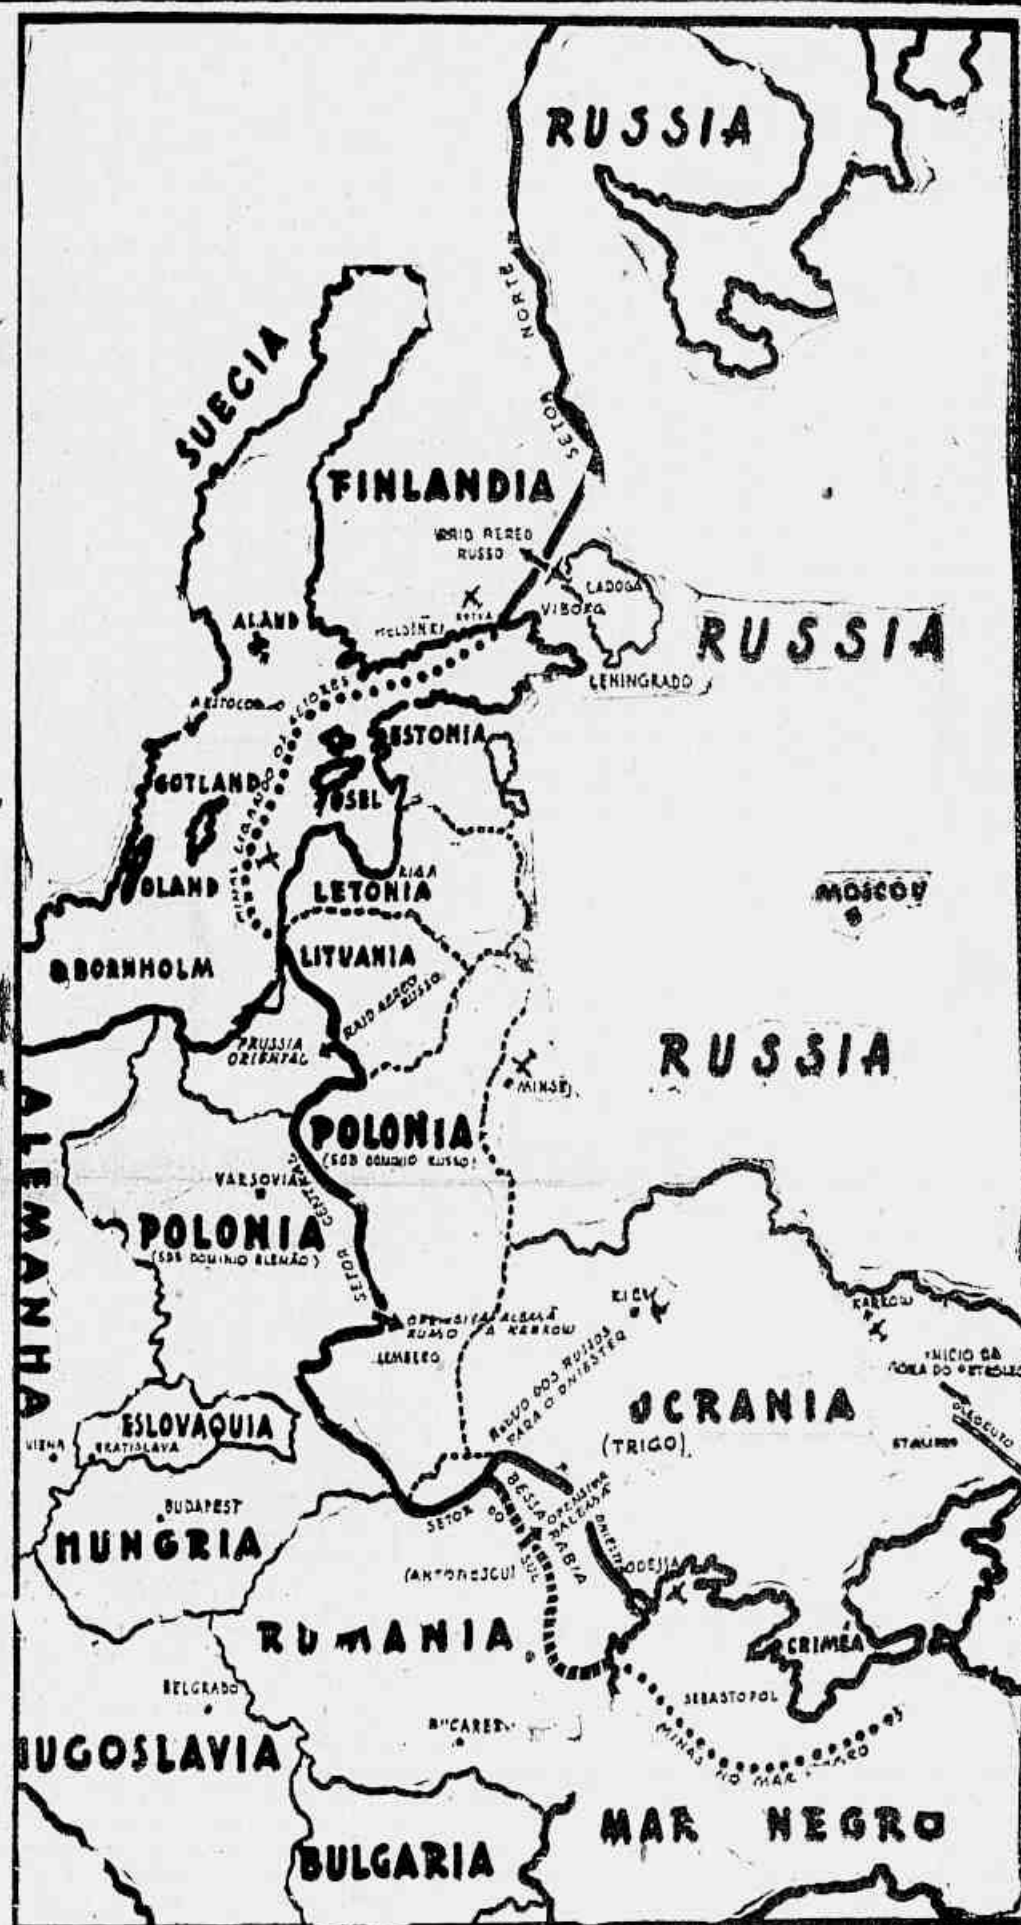 RUSSIA
NORTE
SETOR
SUECIA
FINLANDIA
RAID AEREO
RUSSO
LADOGA
VIBORG
ALAND
RUSSIA
LENINGRADO
ESTONIA
GOTLAND
OSEL
OLAND
RIGA
LETONIA
MOSCOU
LITUANIA
BORNHOLM
RAID AEREO
RUSSO
PRUSSIA
ORIENTAL
RUSSIA
MINSK
ALEMANHA
POLONIA
(SOB DOMINIO RUSSO)
VARSOVIA
SETOR CENTRAL
POLONIA
(SOB DOMINIO ALEMÃO)
KIEV
KARKOW
OFENSIVA ALEMÃ
RUMO A KARKOW
LEMBERG
INICIO DA
ZONA DO PETROLEO
OLEODUTO
RECUO DOS RUSSOS
PARA O DNIESTER
UCRANIA
(TRIGO)
STALINO
ESLOVAQUIA
VIENA
BRATISLAVA
BUDAPEST
HUNGRIA
SETOR DO SUL
BESSARABIA
OFENSIVA
ALEMÃ
DNIESTER
ODESSA
(ANTONESCU)
RUMANIA
CRIMÉA
BELGRADO
SEBASTOPOL
IUGOSLAVIA
MINAS NO MAR NEGRO
MAR NEGRO
BULGARIA